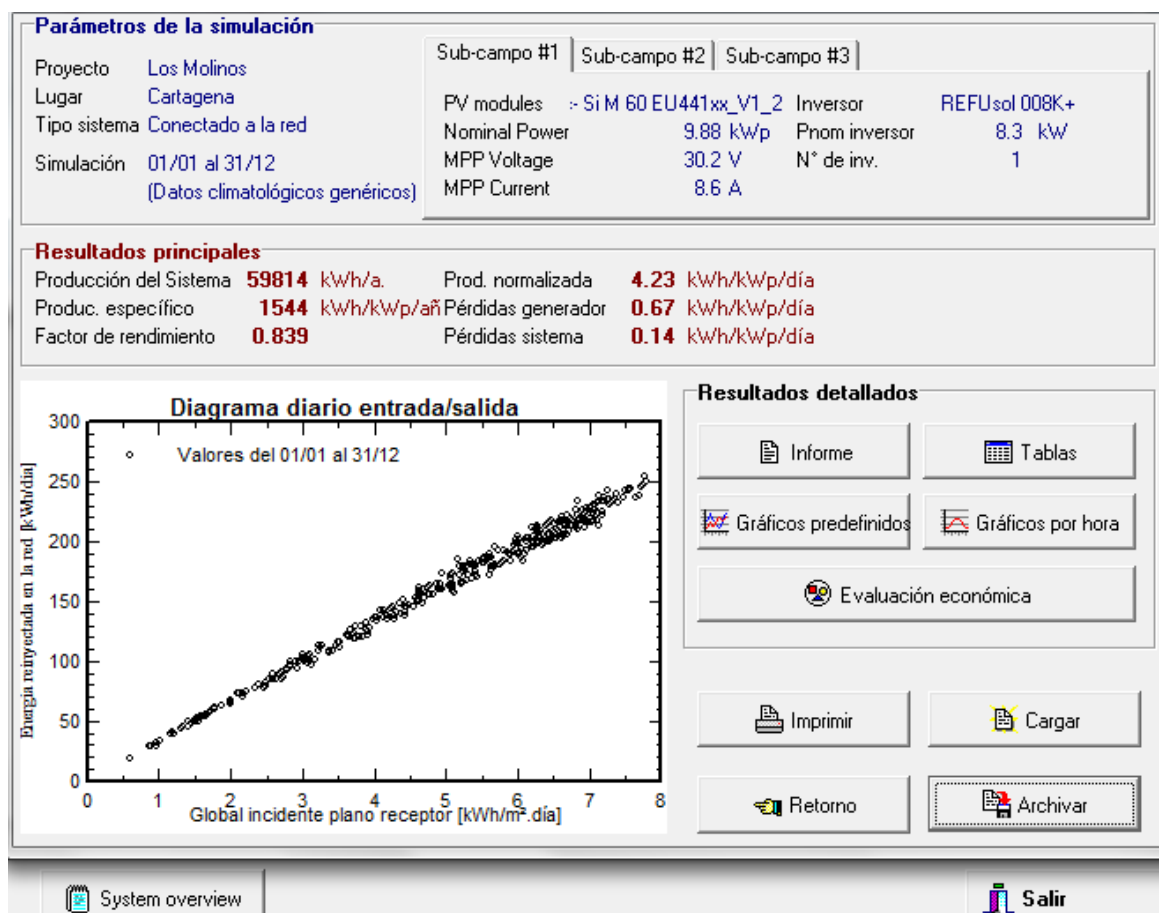 Parámetros de la simulación
Proyecto Los Molinos
Lugar Cartagena
Tipo sistema Conectado a la red
Simulación 01/01 al 31/12
(Datos climatológicos genéricos)
Sub-campo #1 Sub-campo #2 Sub-campo #3
PV modules :- Si M 60 EU441xx_V1_2 Inversor REFUsol 008K+
Nominal Power 9.88 kWp Pnom inversor 8.3 kW
MPP Voltage 30.2 V N° de inv. 1
MPP Current 8.6 A
Resultados principales
Producción del Sistema 59814 kWh/a. Prod. normalizada 4.23 kWh/kWp/día
Produc. específico 1544 kWh/kWp/añ Pérdidas generador 0.67 kWh/kWp/día
Factor de rendimiento 0.839 Pérdidas sistema 0.14 kWh/kWp/día
Diagrama diario entrada/salida
Valores del 01/01 al 31/12
Energía reinyectada en la red [kWh/día]
300
250
200
150
100
50
0
0 1 2 3 4 5 6 7 8
Global incidente plano receptor [kWh/m².día]
Resultados detallados
Informe Tablas
Gráficos predefinidos Gráficos por hora
Evaluación económica
Imprimir Cargar
Retorno Archivar
System overview Salir